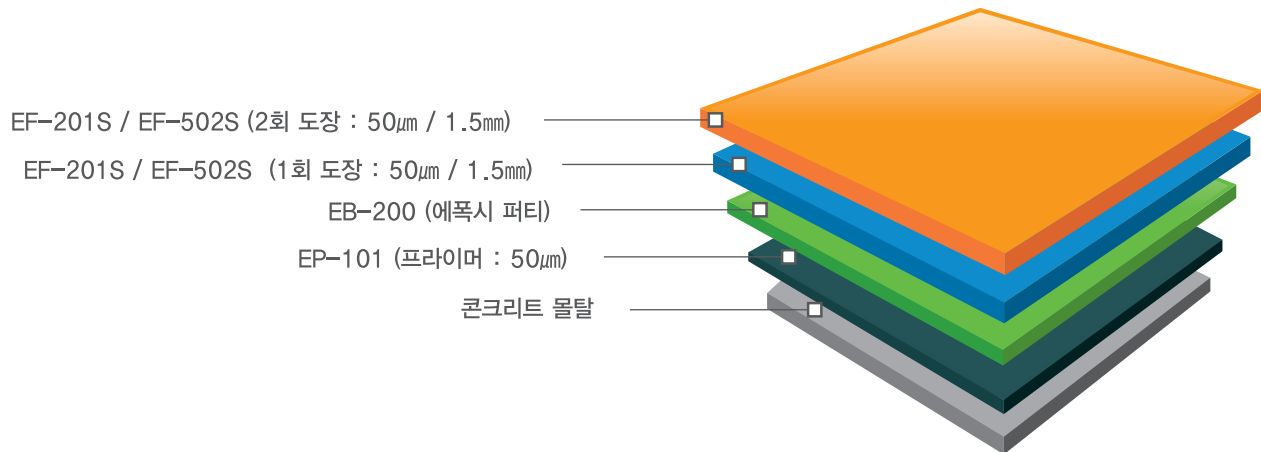 EF-201S / EF-502S (2회 도장 : 50㎛ / 1.5㎜)
EF-201S / EF-502S (1회 도장 : 50㎛ / 1.5㎜)
EB-200 (에폭시 퍼티)
EP-101 (프라이머 : 50㎛)
콘크리트 몰탈